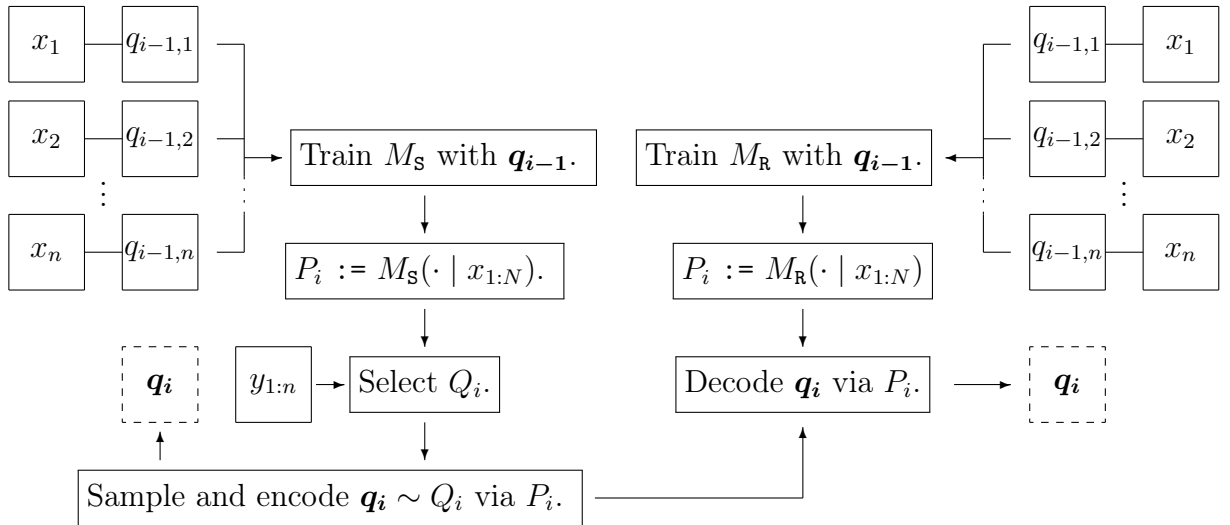 x_1 q_{i-1,1} q_{i-1,1} x_1
x_2 q_{i-1,2} q_{i-1,2} x_2
Train M_S with q_{i-1}. Train M_R with q_{i-1}.
⋮ ⋮
x_n q_{i-1,n} q_{i-1,n} x_n
P_i := M_S(· | x_{1:N}). P_i := M_R(· | x_{1:N})
q_i y_{1:n} Select Q_i. Decode q_i via P_i. q_i
Sample and encode q_i ∼ Q_i via P_i.